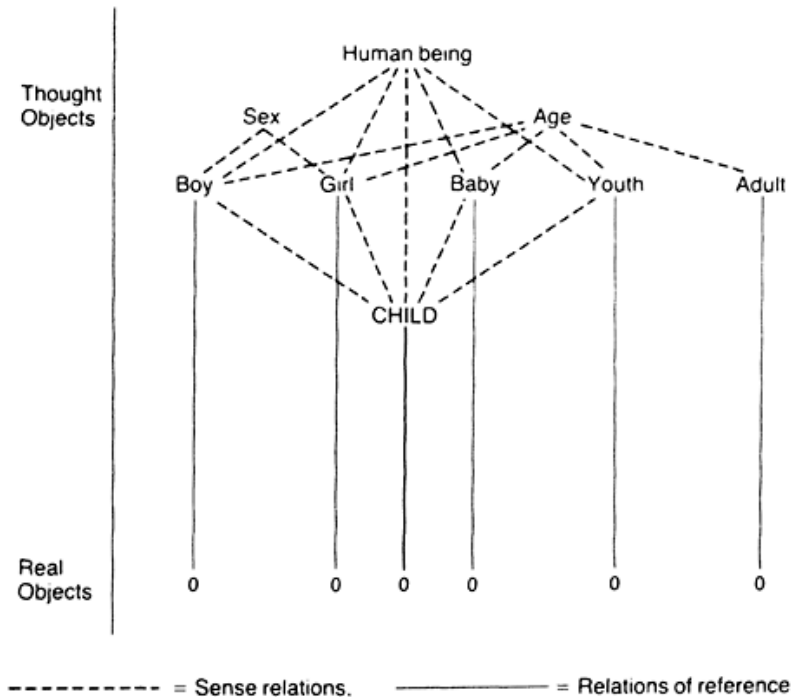 Human being
Thought
Objects
Sex
Age
Boy
Girl
Baby
Youth
Adult
CHILD
Real
Objects
0
0
0
0
0
0
= Sense relations.
= Relations of reference